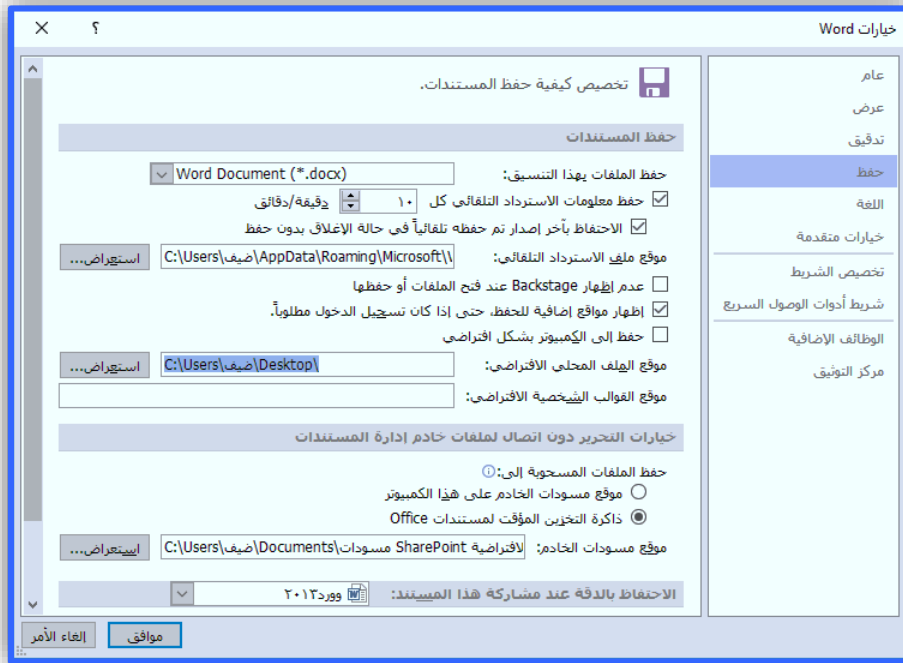 خيارات Word
؟
عام
عرض
تدقيق
حفظ
اللغة
خيارات متقدمة
تخصيص الشريط
شريط أدوات الوصول السريع
الوظائف الإضافية
مركز التوثيق
تخصيص كيفية حفظ المستندات.
حفظ المستندات
حفظ الملفات بهذا التنسيق: Word Document (*.docx)
حفظ معلومات الاسترداد التلقائي كل ١٠ دقيقة/دقائق
الاحتفاظ بآخر إصدار تم حفظه تلقائياً في حالة الإغلاق بدون حفظ
موقع ملف الاسترداد التلقائي: C:\Users\ضيف\AppData\Roaming\Microsoft\ استعراض...
عدم إظهار Backstage عند فتح الملفات أو حفظها
إظهار مواقع إضافية للحفظ، حتى إذا كان تسجيل الدخول مطلوباً.
حفظ إلى الكمبيوتر بشكل افتراضي
موقع الملف المحلي الافتراضي: C:\Users\ضيف\Desktop\ استعراض...
موقع القوالب الشخصية الافتراضي:
خيارات التحرير دون اتصال لملفات خادم إدارة المستندات
حفظ الملفات المسحوبة إلى:
موقع مسودات الخادم على هذا الكمبيوتر
ذاكرة التخزين المؤقت لمستندات Office
موقع مسودات الخادم: C:\Users\ضيف\Documents\مسودات SharePoint لافتراضية استعراض...
الاحتفاظ بالدقة عند مشاركة هذا المستند: وورد٢٠١٣
موافق
إلغاء الأمر